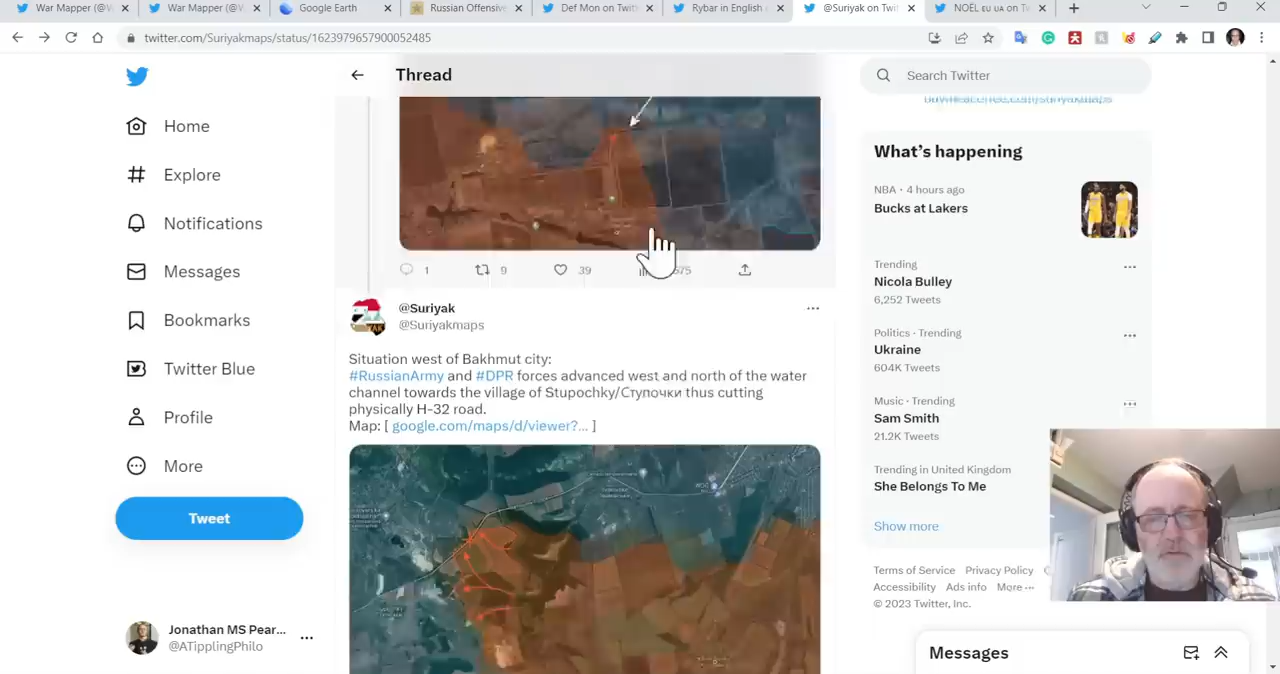 War Mapper (@V
War Mapper (@V
Google Earth
Russian Offensive
Def Mon on Twitt
Rybar in English
@Suriyak on Twitt
NOËL EU UA on T
twitter.com/Suriyakmaps/status/1623979657900052485
Thread
Search Twitter
Home
Explore
Notifications
Messages
Bookmarks
Twitter Blue
Profile
More
Tweet
Jonathan MS Pear...
@ATipplingPhilo
1
9
39
@Suriyak
@Suriyakmaps
Situation west of Bakhmut city:
#RussianArmy and #DPR forces advanced west and north of the water
channel towards the village of Stupochky/Ступочки thus cutting
physically H-32 road.
Map: [ google.com/maps/d/viewer?... ]
What's happening
NBA · 4 hours ago
Bucks at Lakers
Trending
Nicola Bulley
6,252 Tweets
Politics · Trending
Ukraine
604K Tweets
Music · Trending
Sam Smith
21.2K Tweets
Trending in United Kingdom
She Belongs To Me
Show more
Terms of Service Privacy Policy
Accessibility Ads info More
© 2023 Twitter, Inc.
Messages